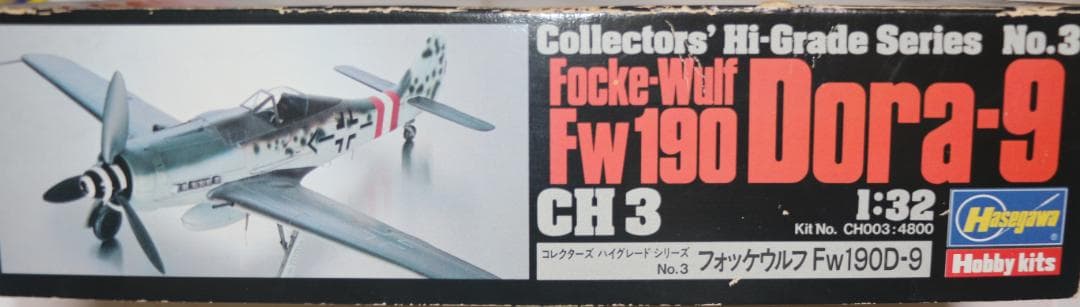 Collectors' Hi-Grade Series No.3
Focke-Wulf
Fw190 Dora-9
CH3 1:32
Kit No. CH003:4800
コレクターズ ハイグレード シリーズ
No.3 フォッケウルフ Fw190D-9
Hasegawa
Hobby kits